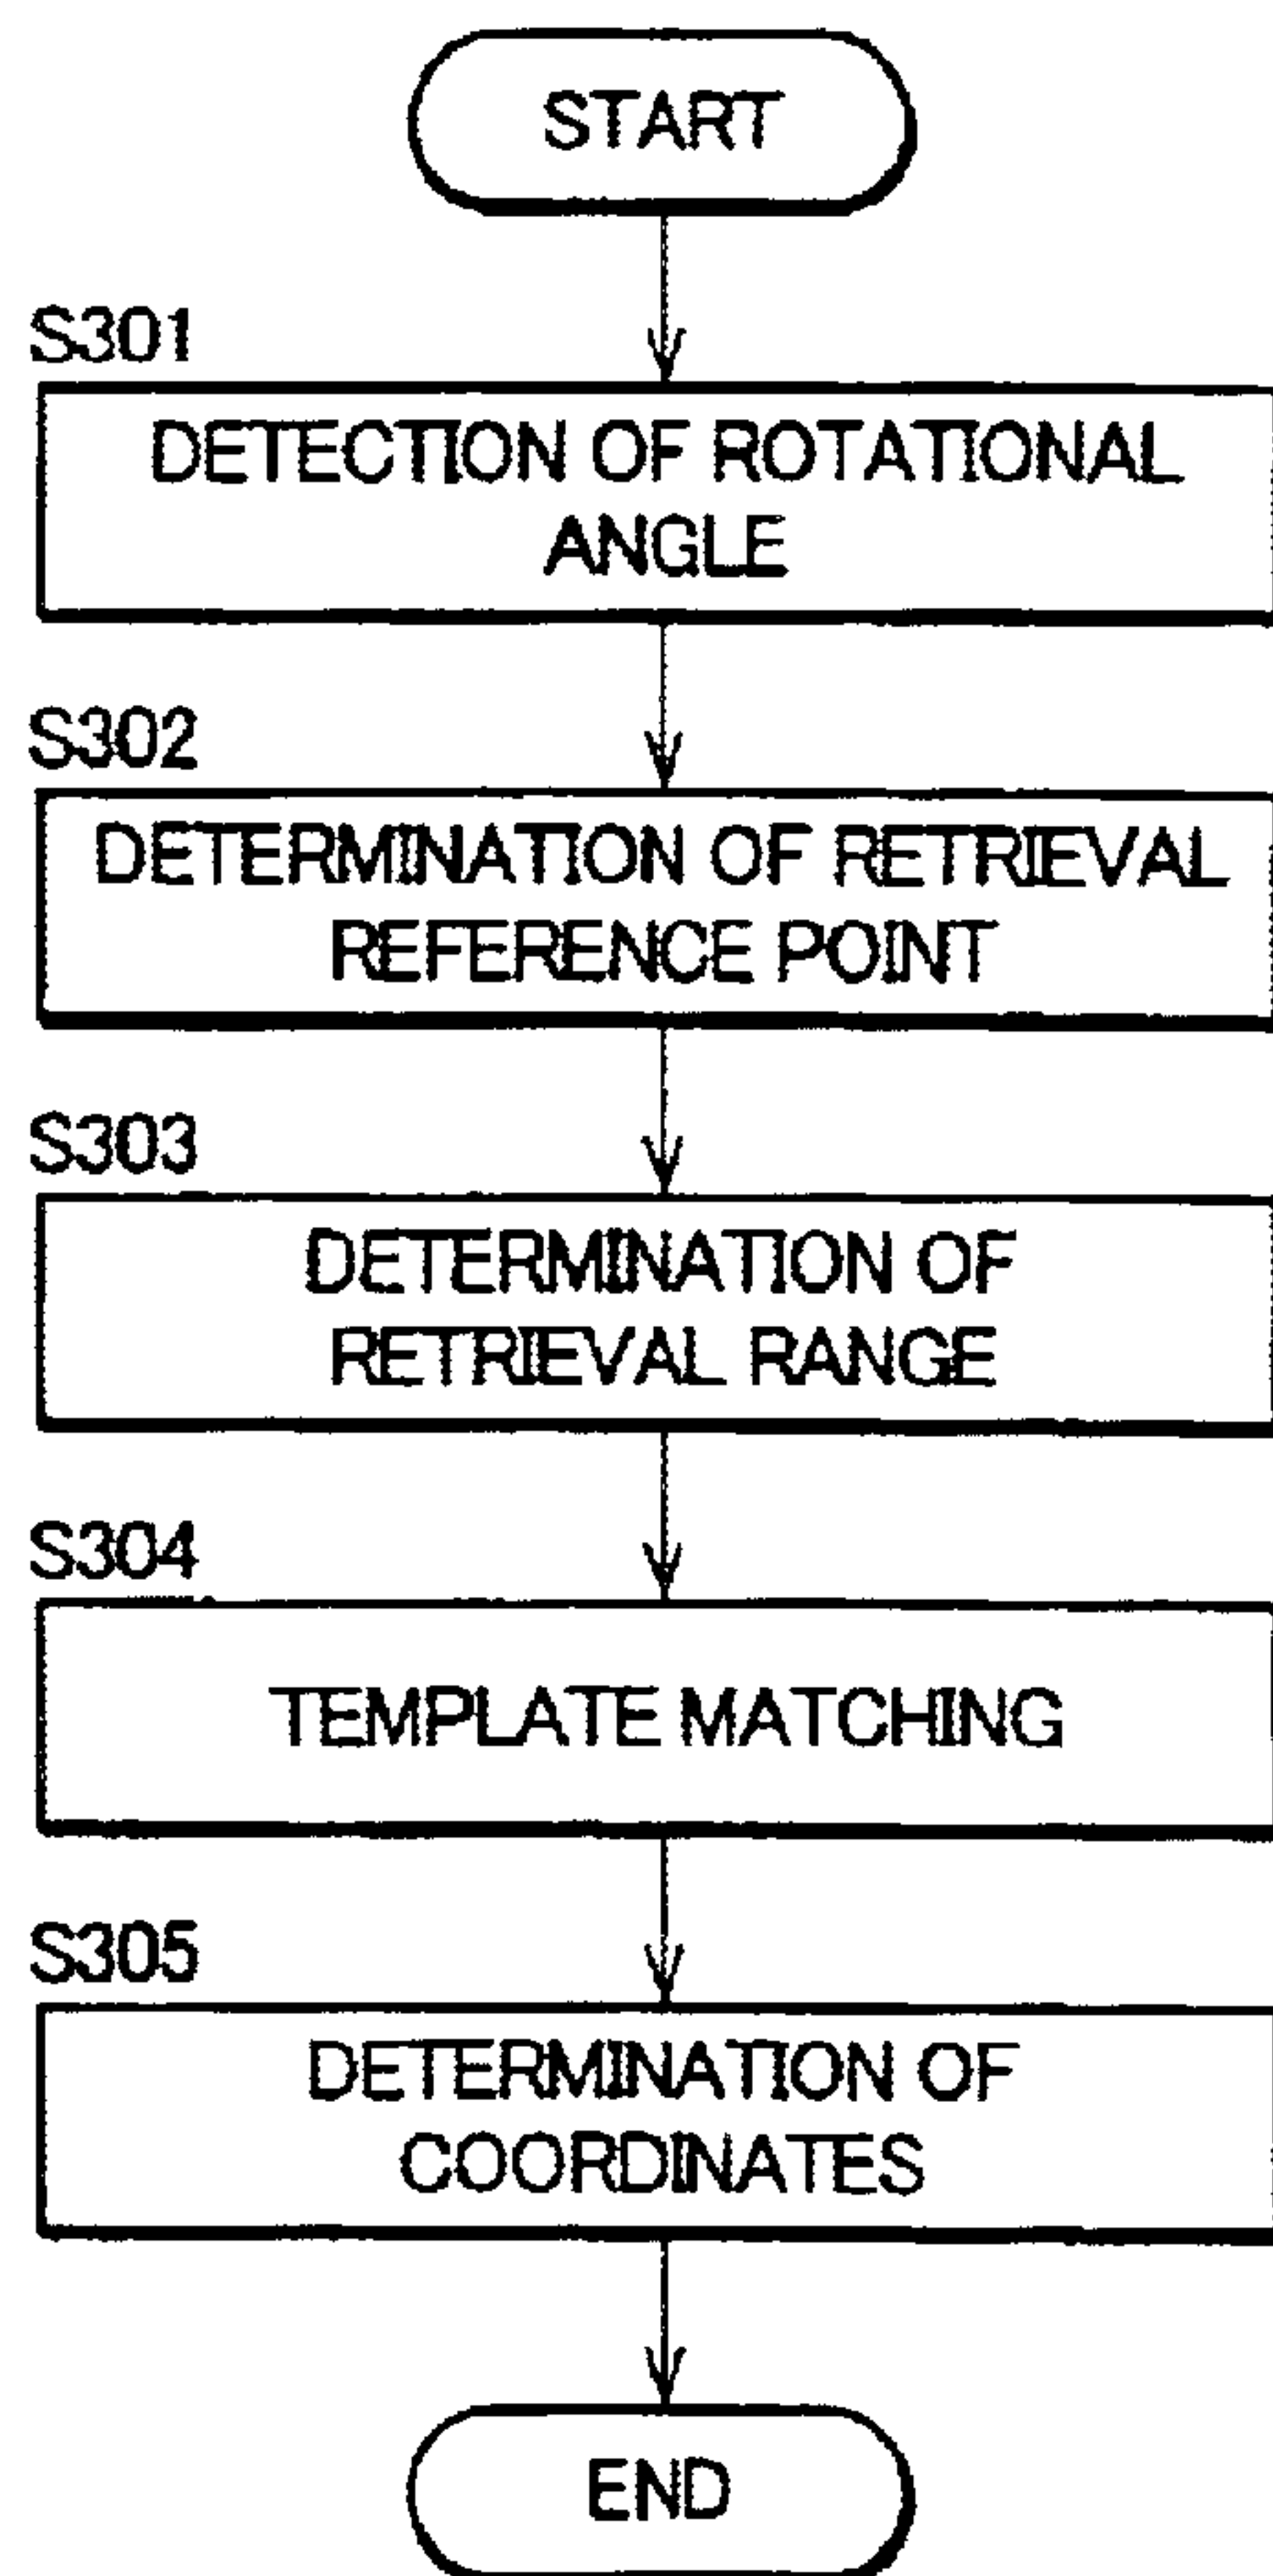 START
S301
DETECTION OF ROTATIONAL
ANGLE
S302
DETERMINATION OF RETRIEVAL
REFERENCE POINT
S303
DETERMINATION OF
RETRIEVAL RANGE
S304
TEMPLATE MATCHING
S305
DETERMINATION OF
COORDINATES
END